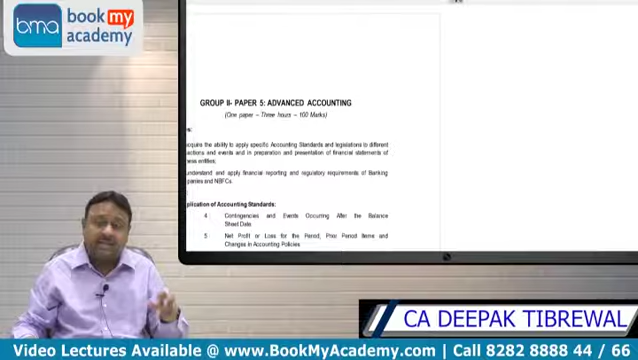 bma book my
academy
GROUP II- PAPER 5: ADVANCED ACCOUNTING
(One paper – Three hours – 100 Marks)
s:
acquire the ability to apply specific Accounting Standards and legislations to different
actions and events and in preparation and presentation of financial statements of
ness entities;
understand and apply financial reporting and regulatory requirements of Banking
panies and NBFCs.
plication of Accounting Standards:
4 Contingencies and Events Occurring After the Balance
Sheet Date
5 Net Profit or Loss for the Period, Prior Period Items and
Changes in Accounting Policies
CA DEEPAK TIBREWAL
Video Lectures Available @ www.BookMyAcademy.com | Call 8282 8888 44 / 66